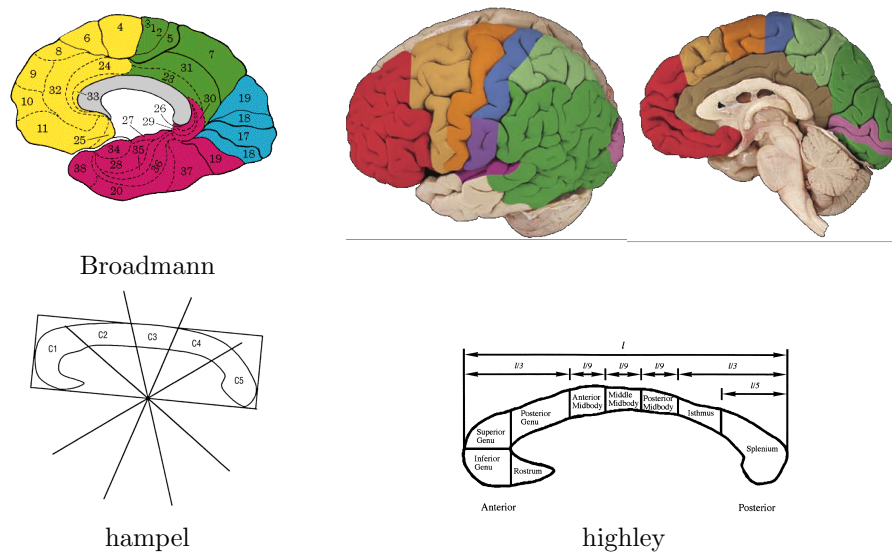 4
3 1 2
6
5
8
7
24
31
9
23
32
10
33
30
19
26
11
18
27
29
17
25
18
34
35
19
28
36
38
37
20
Broadmann
C1
C2
C3
C4
C5
hampel
l
l/3
l/9
l/9
l/9
l/3
l/5
Anterior
Midbody
Middle
Midbody
Posterior
Midbody
Posterior
Genu
Isthmus
Superior
Genu
Splenium
Inferior
Genu
Rostrum
Anterior
Posterior
highley